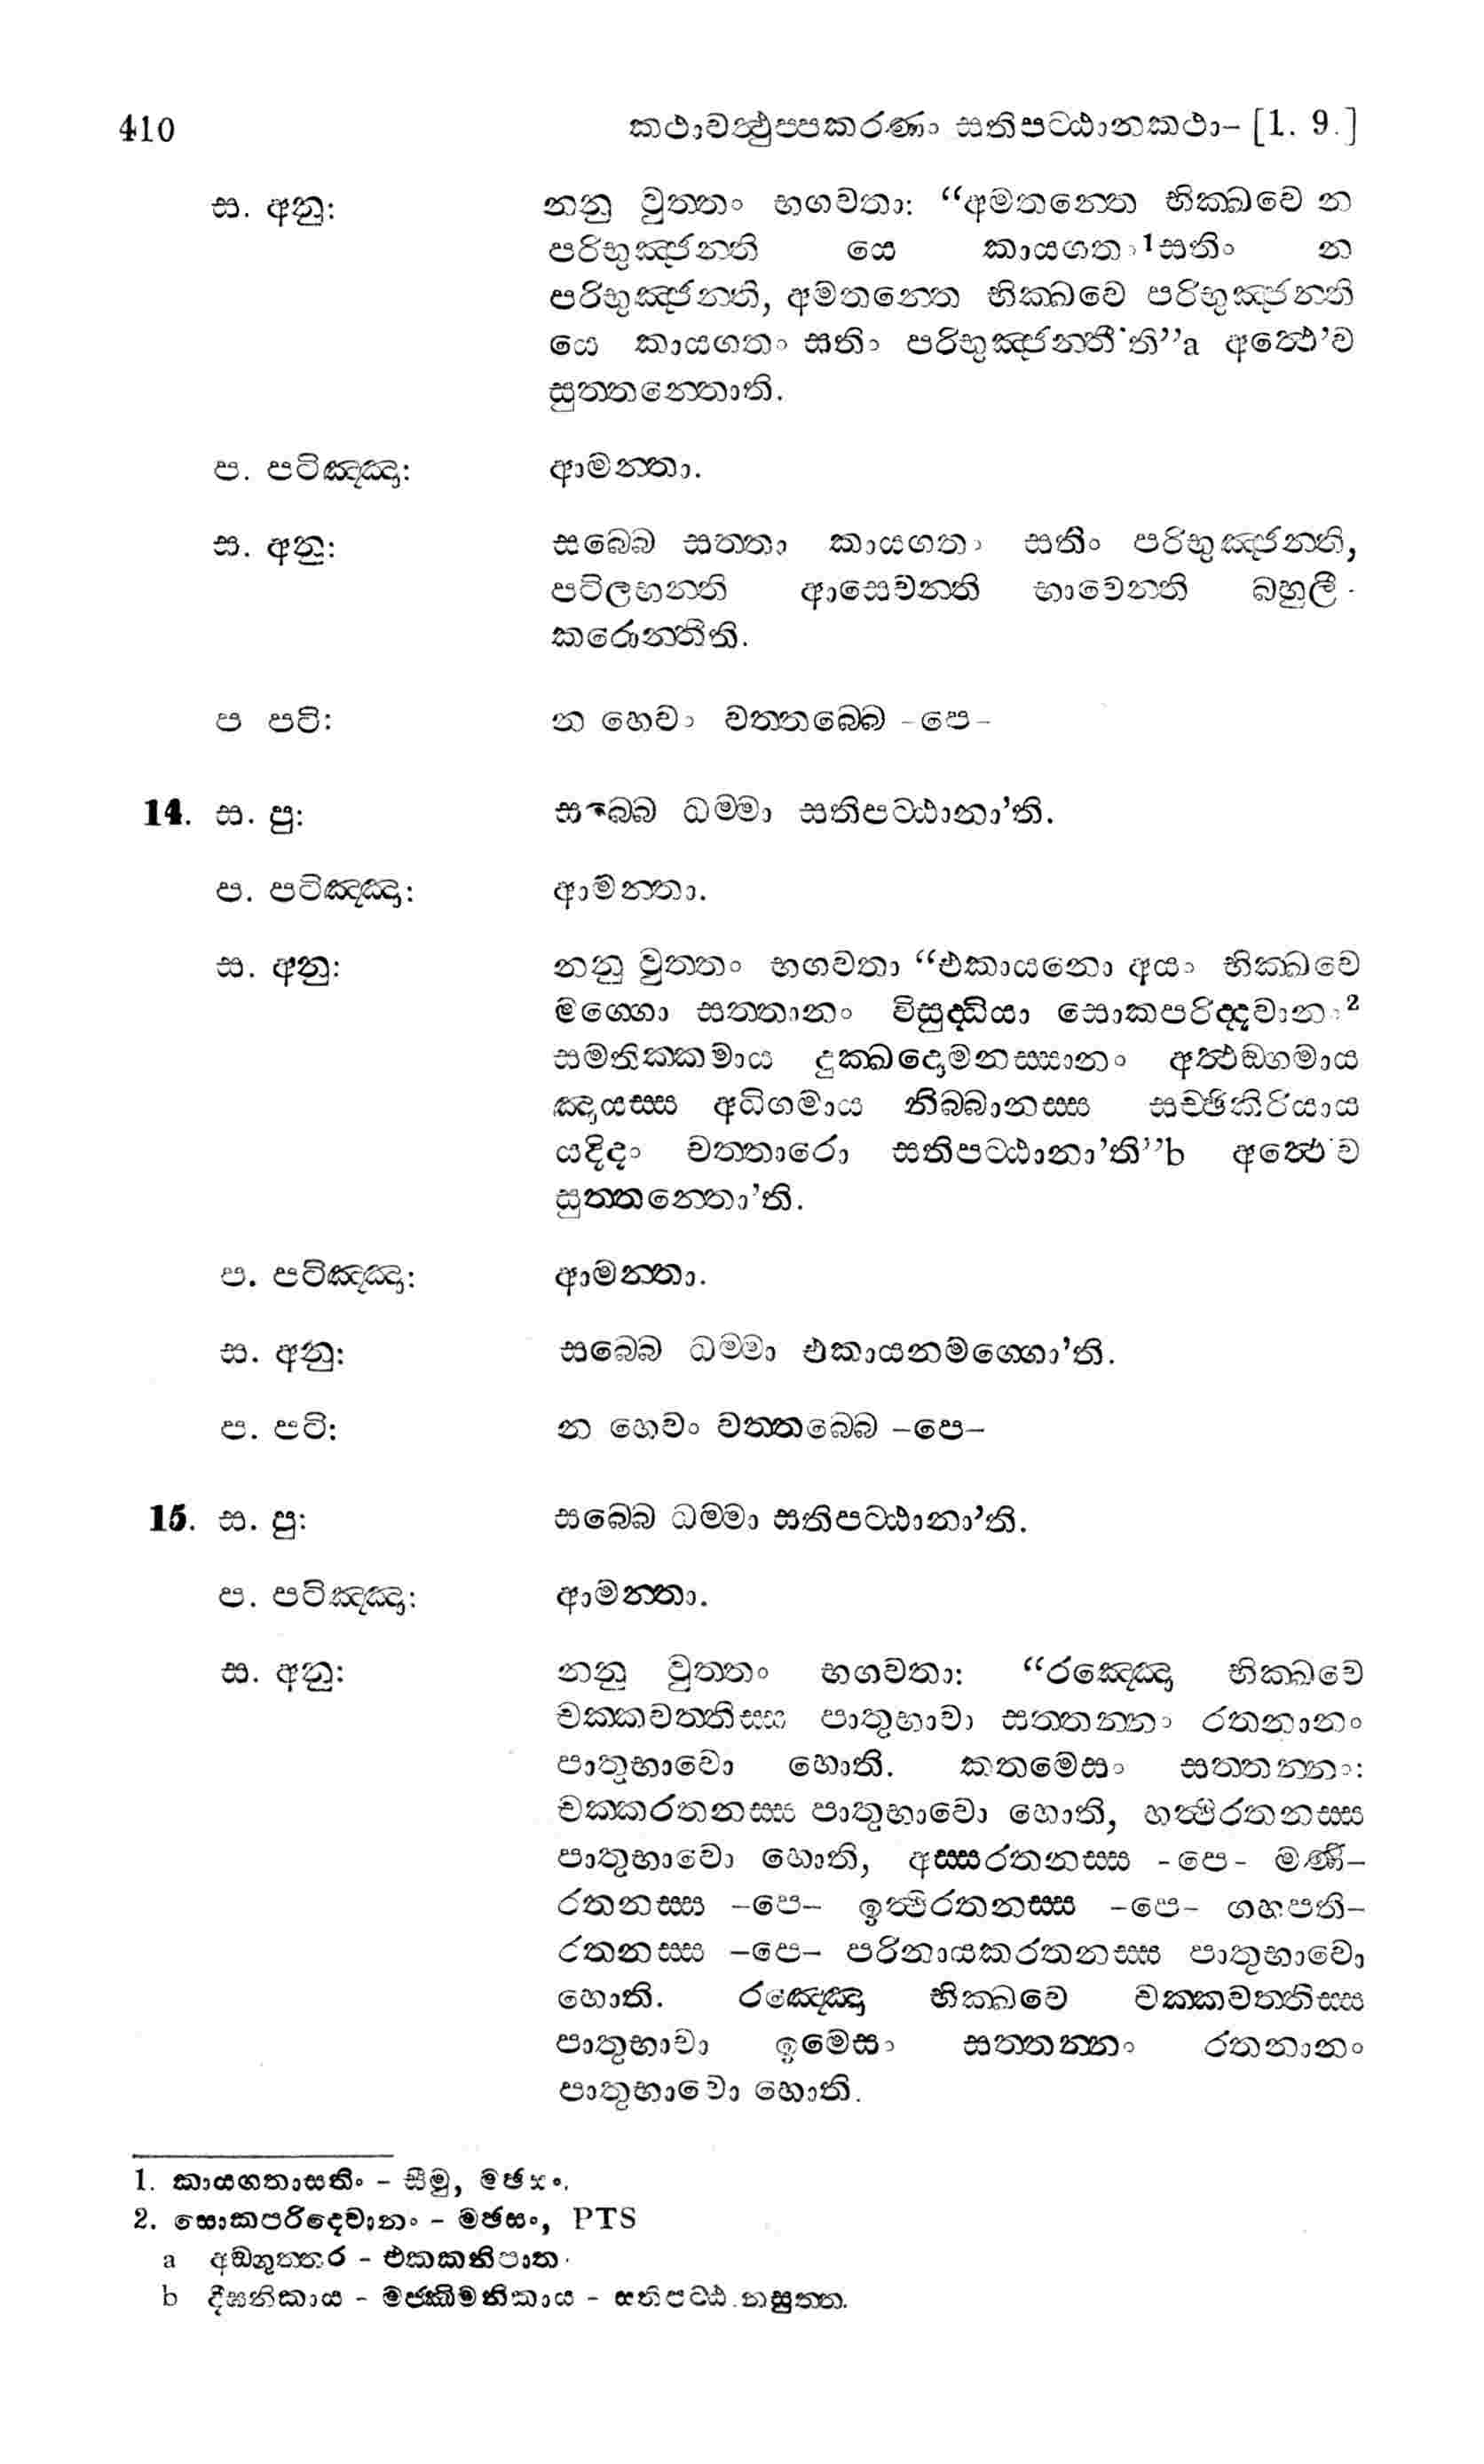 410 කථාවත්‍ථුප්පකරණං සතිපට්ඨානකථා– [1. 9.]
ස. අනු: නනු වුත්තං භගවතා: “අමතන්තෙ භික්ඛවෙ න
පරිභුඤ්ජන්ති යෙ කායගතං1සතිං න
පරිභුඤ්ජන්ති, අමතන්තෙ භික්ඛවෙ පරිභුඤ්ජන්ති
යෙ කායගතං සතිං පරිභුඤ්ජන්තී’ති”a අත්‍ථෙ’ව
සුත්තන්තොති.
ප. පටිඤ්ඤා: ආමන්තා.
ස. අනු: සබ්බෙ සත්තා කායගතං සතිං පරිභුඤ්ජන්ති,
පටිලභන්ති ආසෙවන්ති භාවෙන්ති බහුලී-
කරොන්තීති.
ප පටි: න හෙවං වත්තබ්බෙ –පෙ–
14. ස. පු: සබ්බෙ ධම්මා සතිපට්ඨානා’ති.
ප. පටිඤ්ඤා: ආමන්තා.
ස. අනු: නනු වුත්තං භගවතා “එකායනො අයං භික්ඛවෙ
මග්ගො සත්තානං විසුද්ධියා සොකපරිද්දවානං2
සමතික්කමාය දුක්ඛදොමනස්සානං අත්‍ථඞ්ගමාය
ඤායස්ස අධිගමාය නිබ්බානස්ස සච්ඡිකිරියාය
යදිදං චත්තාරො සතිපට්ඨානා’ති”b අත්‍ථෙ’ව
සුත්තන්තො’ති.
ප. පටිඤ්ඤා: ආමන්තා.
ස. අනු: සබ්බෙ ධම්මා එකායනමග්ගො’ති.
ප. පටි: න හෙවං වත්තබ්බෙ –පෙ–
15. ස. පු: සබ්බෙ ධම්මා සතිපට්ඨානා’ති.
ප. පටිඤ්ඤා: ආමන්තා.
ස. අනු: නනු වුත්තං භගවතා: “රඤ්ඤො භික්ඛවෙ
චක්කවත්තිස්ස පාතුභාවා සත්තන්නං රතනානං
පාතුභාවො හොති. කතමෙසං සත්තන්නං:
චක්කරතනස්ස පාතුභාවො හොති, හත්‍ථිරතනස්ස
පාතුභාවො හොති, අස්සරතනස්ස -පෙ- මණි–
රතනස්ස –පෙ– ඉත්‍ථිරතනස්ස –පෙ– ගහපති–
රතනස්ස –පෙ– පරිනායකරතනස්ස පාතුභාවො
හොති. රඤ්ඤො භික්ඛවෙ චක්කවත්තිස්ස
පාතුභාවා ඉමෙසං සත්තන්නං රතනානං
පාතුභාවො හොති.
1. කායගතාසතිං – සීමු, මඡසං.
2. සොකපරිදෙවානං – මඡසං, PTS
a අඞ්ගුත්තර – එකකනිපාත.
b දීඝනිකාය – මජ්ඣිමනිකාය – සතිපට්ඨානසුත්ත.